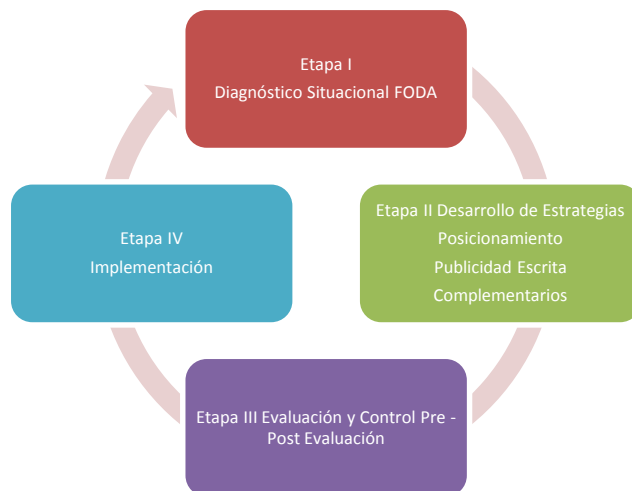 Etapa I
Diagnóstico Situacional FODA
Etapa II Desarrollo de Estrategias
Posicionamiento
Publicidad Escrita
Complementarios
Etapa III Evaluación y Control Pre -
Post Evaluación
Etapa IV
Implementación